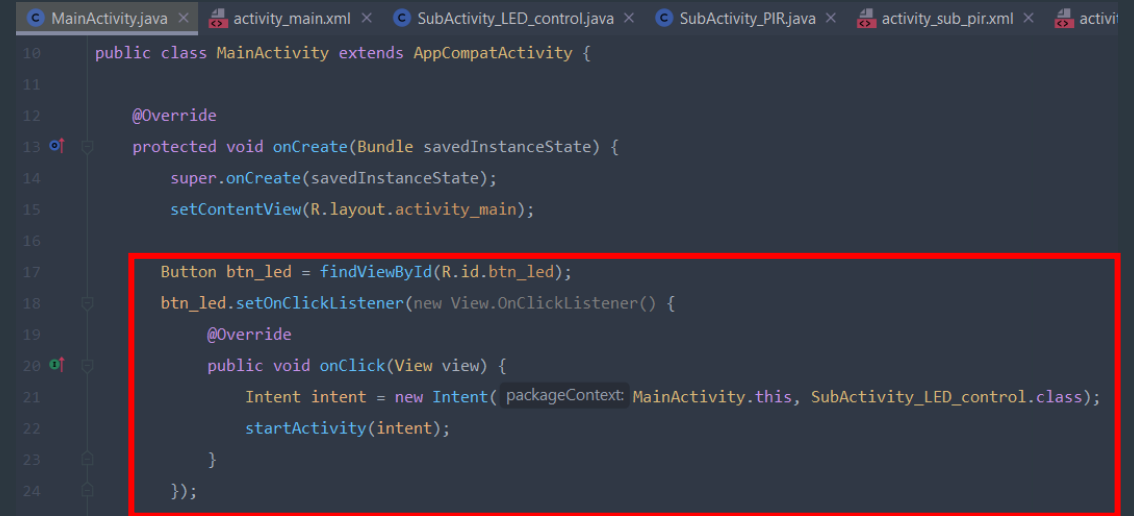 MainActivity.java × activity_main.xml × SubActivity_LED_control.java × SubActivity_PIR.java × activity_sub_pir.xml × activit
10 public class MainActivity extends AppCompatActivity {
11
12 @Override
13 protected void onCreate(Bundle savedInstanceState) {
14 super.onCreate(savedInstanceState);
15 setContentView(R.layout.activity_main);
16
17 Button btn_led = findViewById(R.id.btn_led);
18 btn_led.setOnClickListener(new View.OnClickListener() {
19 @Override
20 public void onClick(View view) {
21 Intent intent = new Intent( packageContext: MainActivity.this, SubActivity_LED_control.class);
22 startActivity(intent);
23 }
24 });